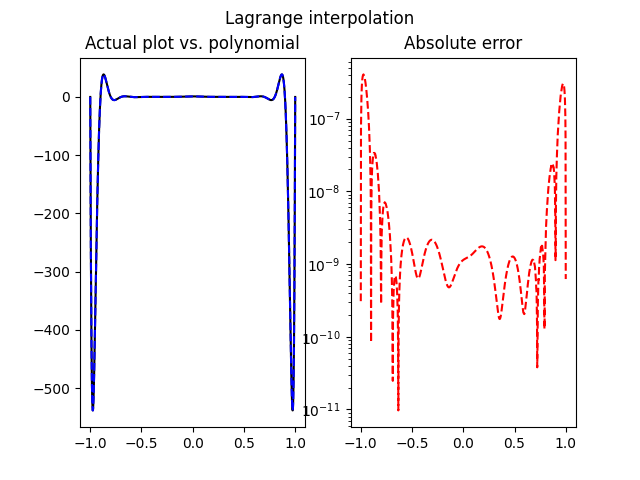 Lagrange interpolation
Actual plot vs. polynomial
0
−100
−200
−300
−400
−500
−1.0 −0.5 0.0 0.5 1.0
Absolute error
10⁻⁷
10⁻⁸
10⁻⁹
10⁻¹⁰
10⁻¹¹
−1.0 −0.5 0.0 0.5 1.0